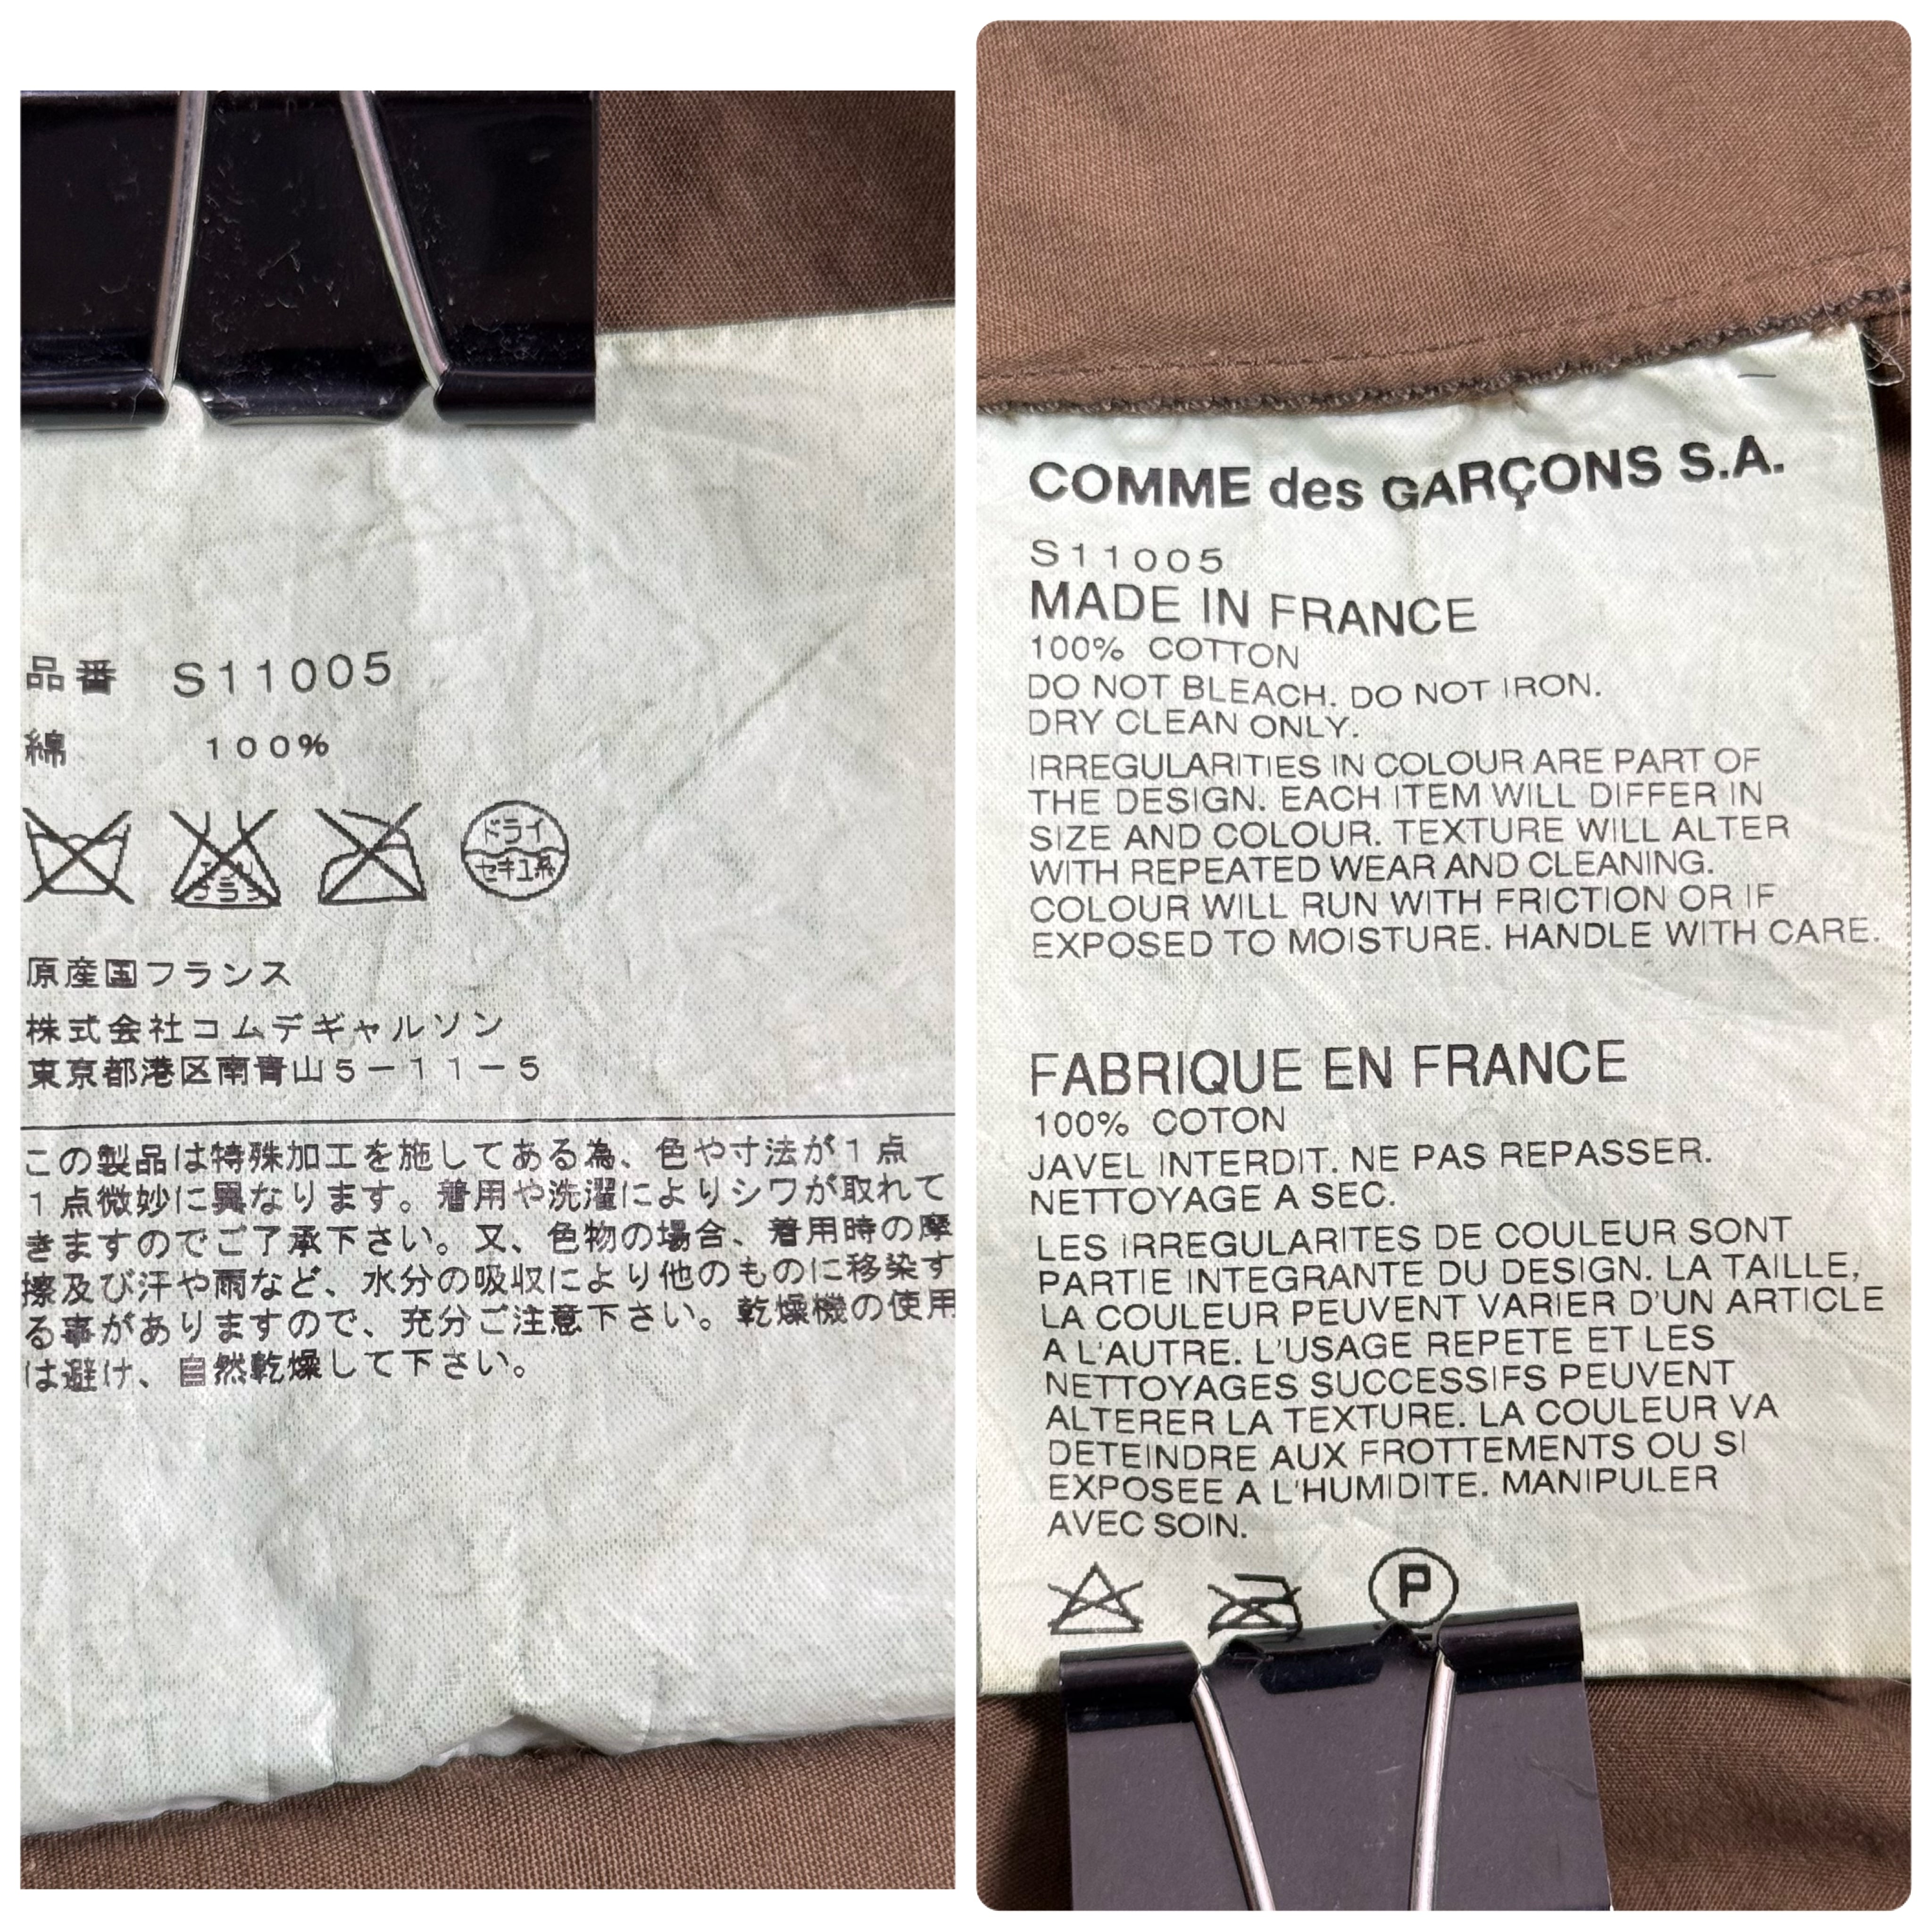 品番 S11005
綿 100%
ドライ
セキユ系
原産国フランス
株式会社コムデギャルソン
東京都港区南青山5-11-5
この製品は特殊加工を施してある為、色や寸法が1点
1点微妙に異なります。着用や洗濯によりシワが取れて
きますのでご了承下さい。又、色物の場合、着用時の摩
擦及び汗や雨など、水分の吸収により他のものに移染す
る事がありますので、充分ご注意下さい。乾燥機の使用
は避け、自然乾燥して下さい。
COMME des GARÇONS S.A.
S11005
MADE IN FRANCE
100% COTTON
DO NOT BLEACH. DO NOT IRON.
DRY CLEAN ONLY.
IRREGULARITIES IN COLOUR ARE PART OF
THE DESIGN. EACH ITEM WILL DIFFER IN
SIZE AND COLOUR. TEXTURE WILL ALTER
WITH REPEATED WEAR AND CLEANING.
COLOUR WILL RUN WITH FRICTION OR IF
EXPOSED TO MOISTURE. HANDLE WITH CARE.
FABRIQUE EN FRANCE
100% COTON
JAVEL INTERDIT. NE PAS REPASSER.
NETTOYAGE A SEC.
LES IRREGULARITES DE COULEUR SONT
PARTIE INTEGRANTE DU DESIGN. LA TAILLE,
LA COULEUR PEUVENT VARIER D'UN ARTICLE
A L'AUTRE. L'USAGE REPETE ET LES
NETTOYAGES SUCCESSIFS PEUVENT
ALTERER LA TEXTURE. LA COULEUR VA
DETEINDRE AUX FROTTEMENTS OU SI
EXPOSEE A L'HUMIDITE. MANIPULER
AVEC SOIN.
P